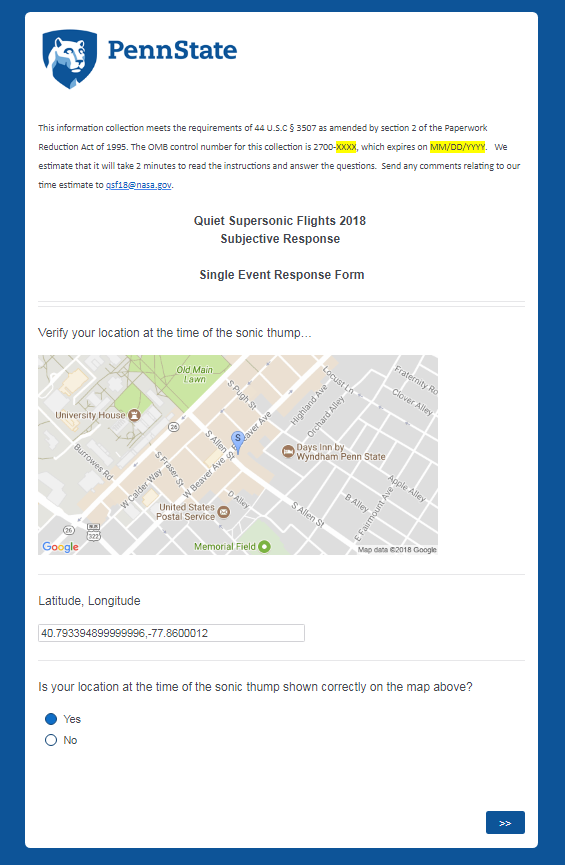 PennState
This information collection meets the requirements of 44 U.S.C § 3507 as amended by section 2 of the Paperwork
Reduction Act of 1995. The OMB control number for this collection is 2700-XXXX, which expires on MM/DD/YYYY. We
estimate that it will take 2 minutes to read the instructions and answer the questions. Send any comments relating to our
time estimate to qsf18@nasa.gov.
Quiet Supersonic Flights 2018
Subjective Response
Single Event Response Form
Verify your location at the time of the sonic thump...
Old Main
Lawn
Fraternity Ro
Locust Ln
Clover Alley
S Pugh St
Highland Ave
Orchard Alley
University House
26
S Allen St
S
Beaver Ave
Days Inn by
Wyndham Penn State
Burrowes Rd
S Fraser St
W Beaver Ave
W Calder Way
Apple Alley
D Alley
B Alley
E Fairmount Ave
United States
Postal Service
S Allen St
26
BUS
322
Memorial Field
Google
Map data ©2018 Google
Latitude, Longitude
40.793394899999996,-77.8600012
Is your location at the time of the sonic thump shown correctly on the map above?
Yes
No
>>